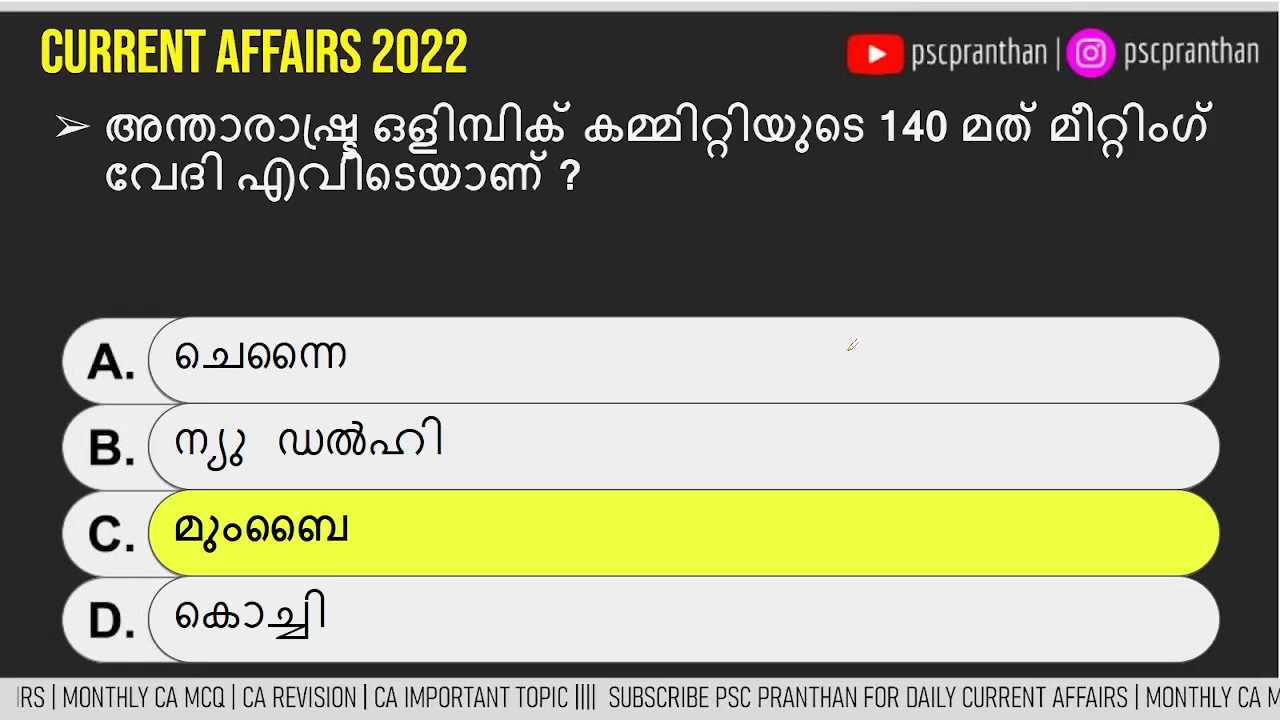 CURRENT AFFAIRS 2022
pscpranthan | pscpranthan
➢ അന്താരാഷ്ട്ര ഒളിമ്പിക് കമ്മിറ്റിയുടെ 140 മത് മീറ്റിംഗ്
വേദി എവിടെയാണ് ?
A. ചെന്നൈ
B. ന്യൂ ഡൽഹി
C. മുംബൈ
D. കൊച്ചി
RS | MONTHLY CA MCQ | CA REVISION | CA IMPORTANT TOPIC |||| SUBSCRIBE PSC PRANTHAN FOR DAILY CURRENT AFFAIRS | MONTHLY CA M